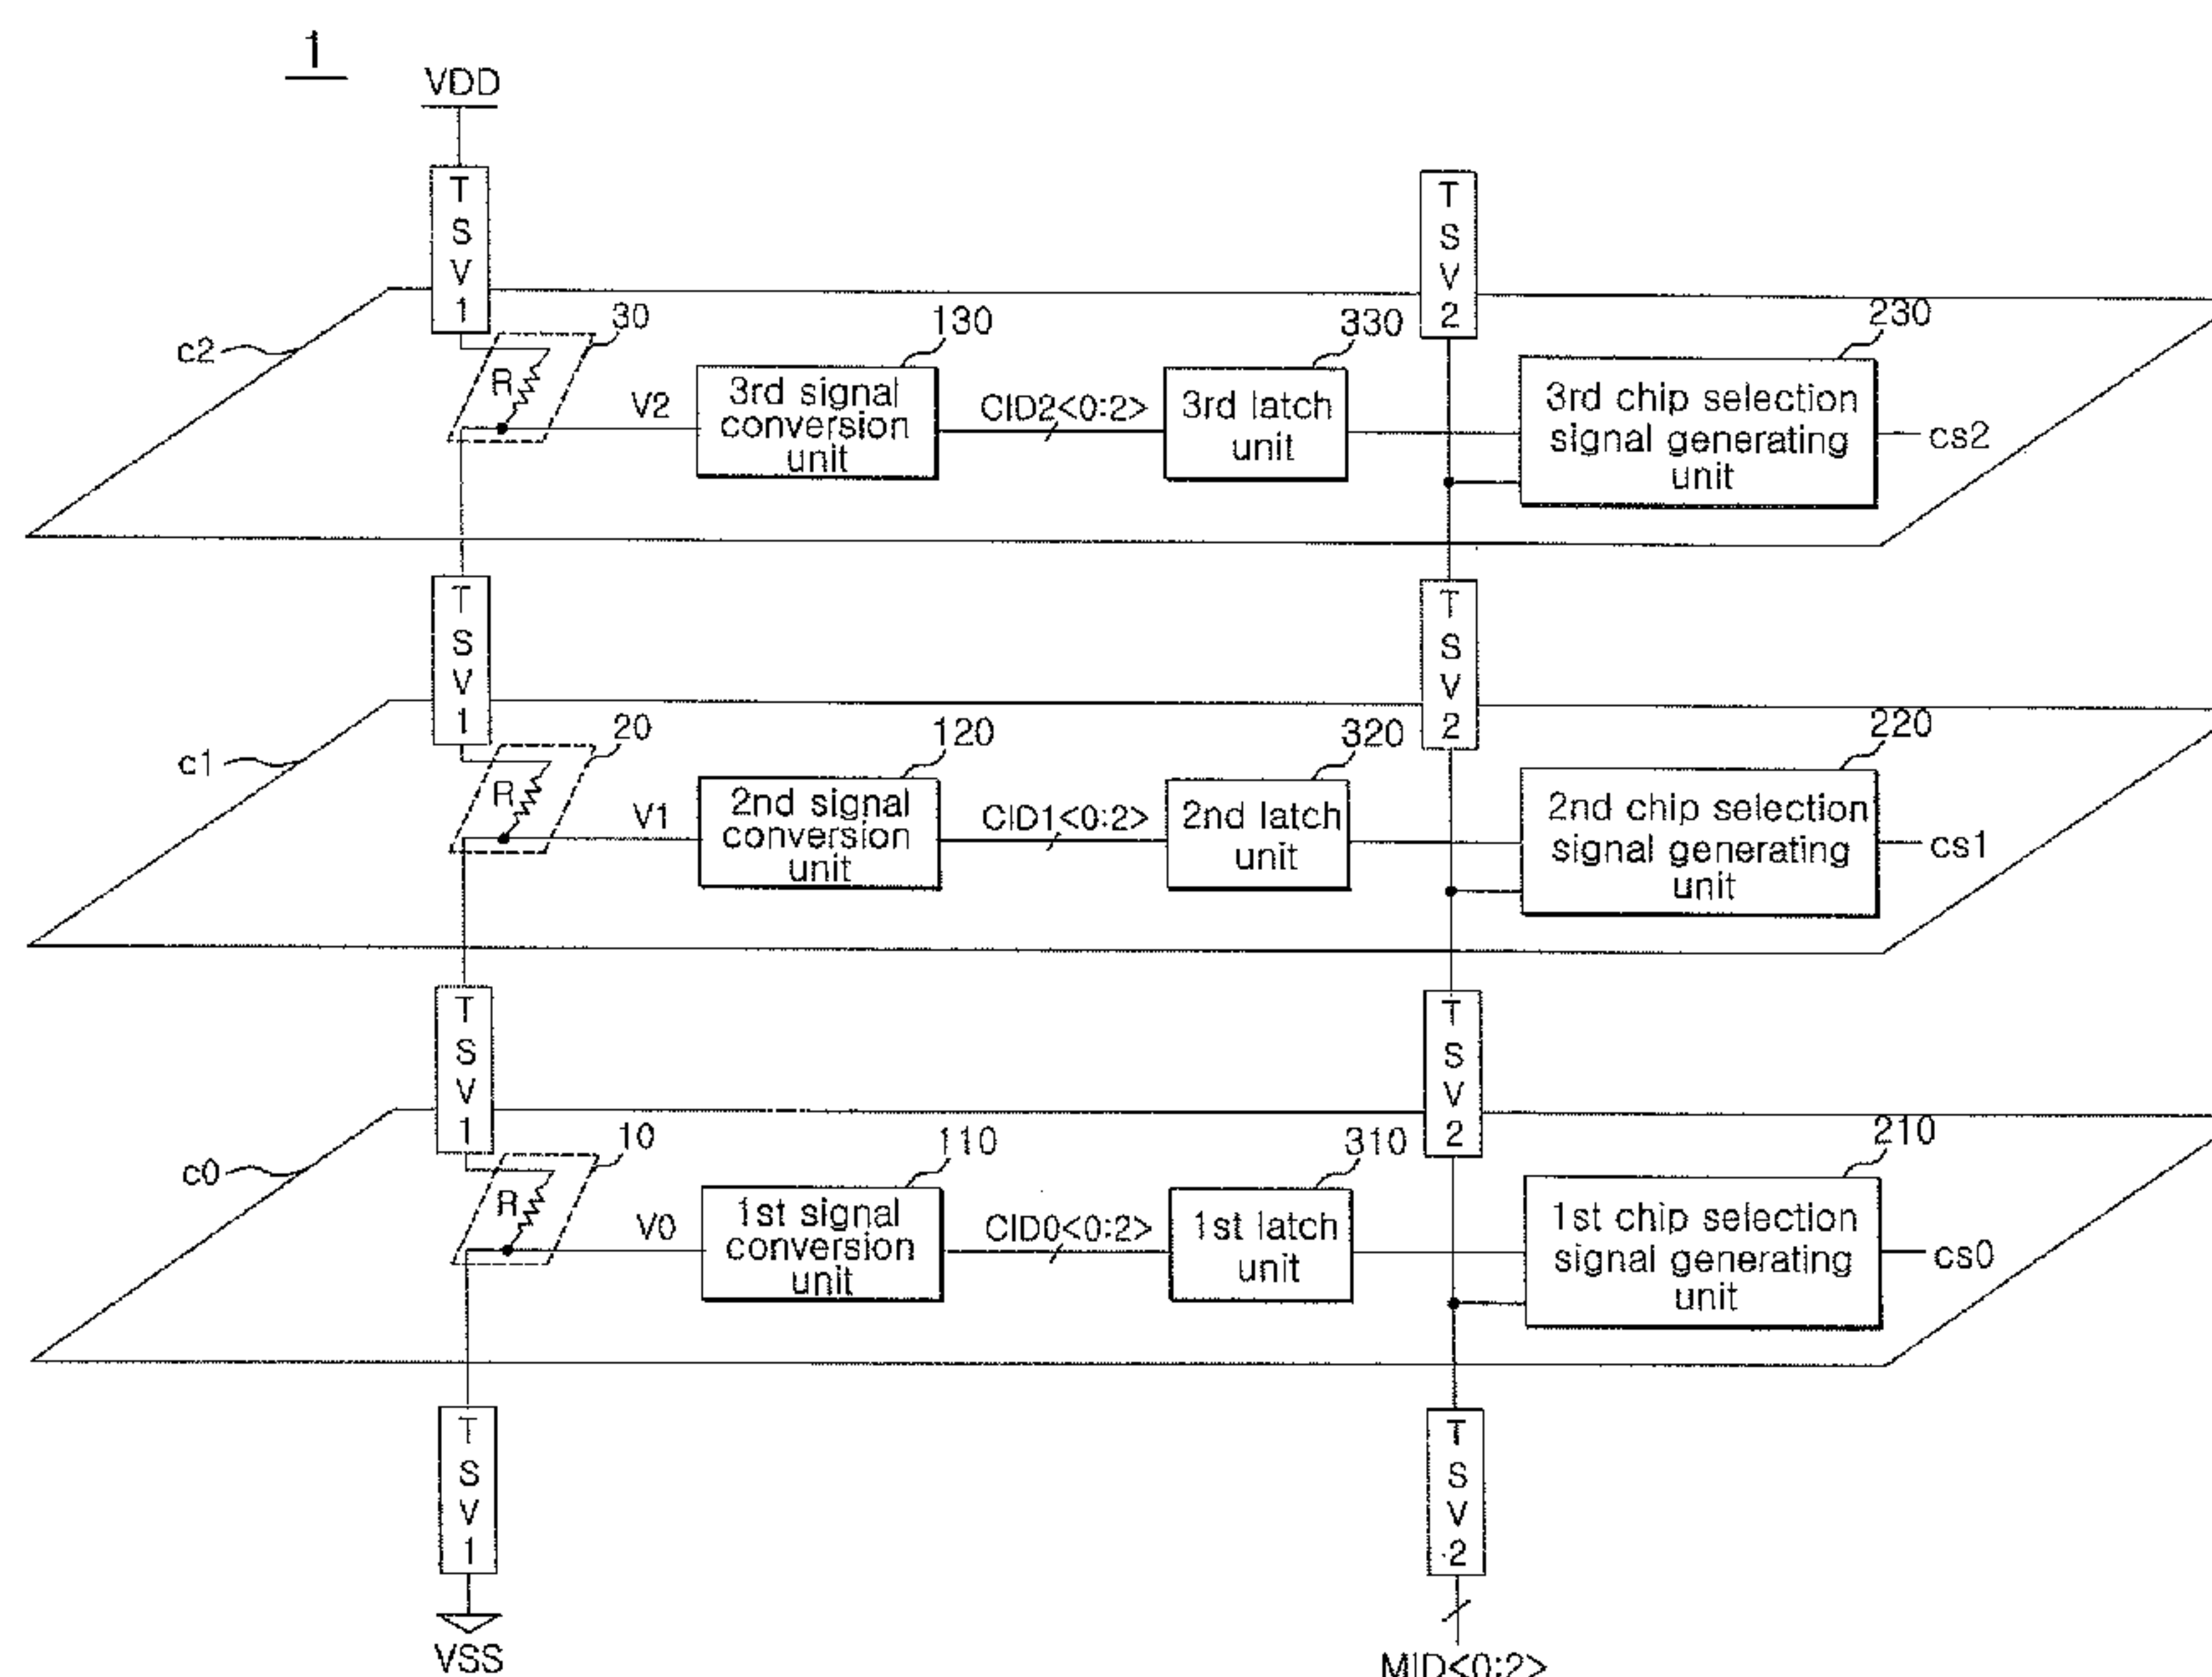 1
VDD
TSV1
TSV2
c2
30
130
330
230
R
V2
3rd signal
conversion
unit
CID2<0:2>
3rd latch
unit
3rd chip selection
signal generating
unit
cs2
TSV1
TSV2
c1
20
120
320
220
R
V1
2nd signal
conversion
unit
CID1<0:2>
2nd latch
unit
2nd chip selection
signal generating
unit
cs1
TSV1
TSV2
c0
10
110
310
210
R
V0
1st signal
conversion
unit
CID0<0:2>
1st latch
unit
1st chip selection
signal generating
unit
cs0
TSV1
TSV2
VSS
MID<0:2>